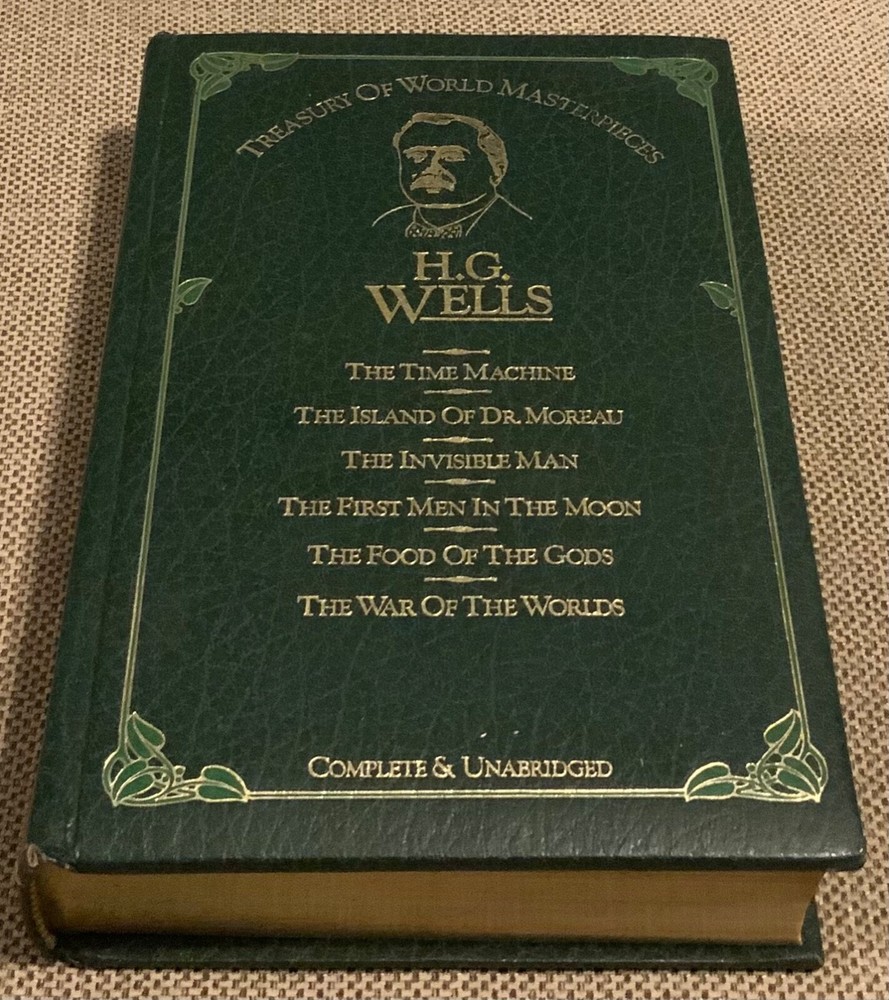 Treasury Of World Masterpieces
H.G.
Wells
The Time Machine
The Island Of Dr. Moreau
The Invisible Man
The First Men In The Moon
The Food Of The Gods
The War Of The Worlds
Complete & Unabridged